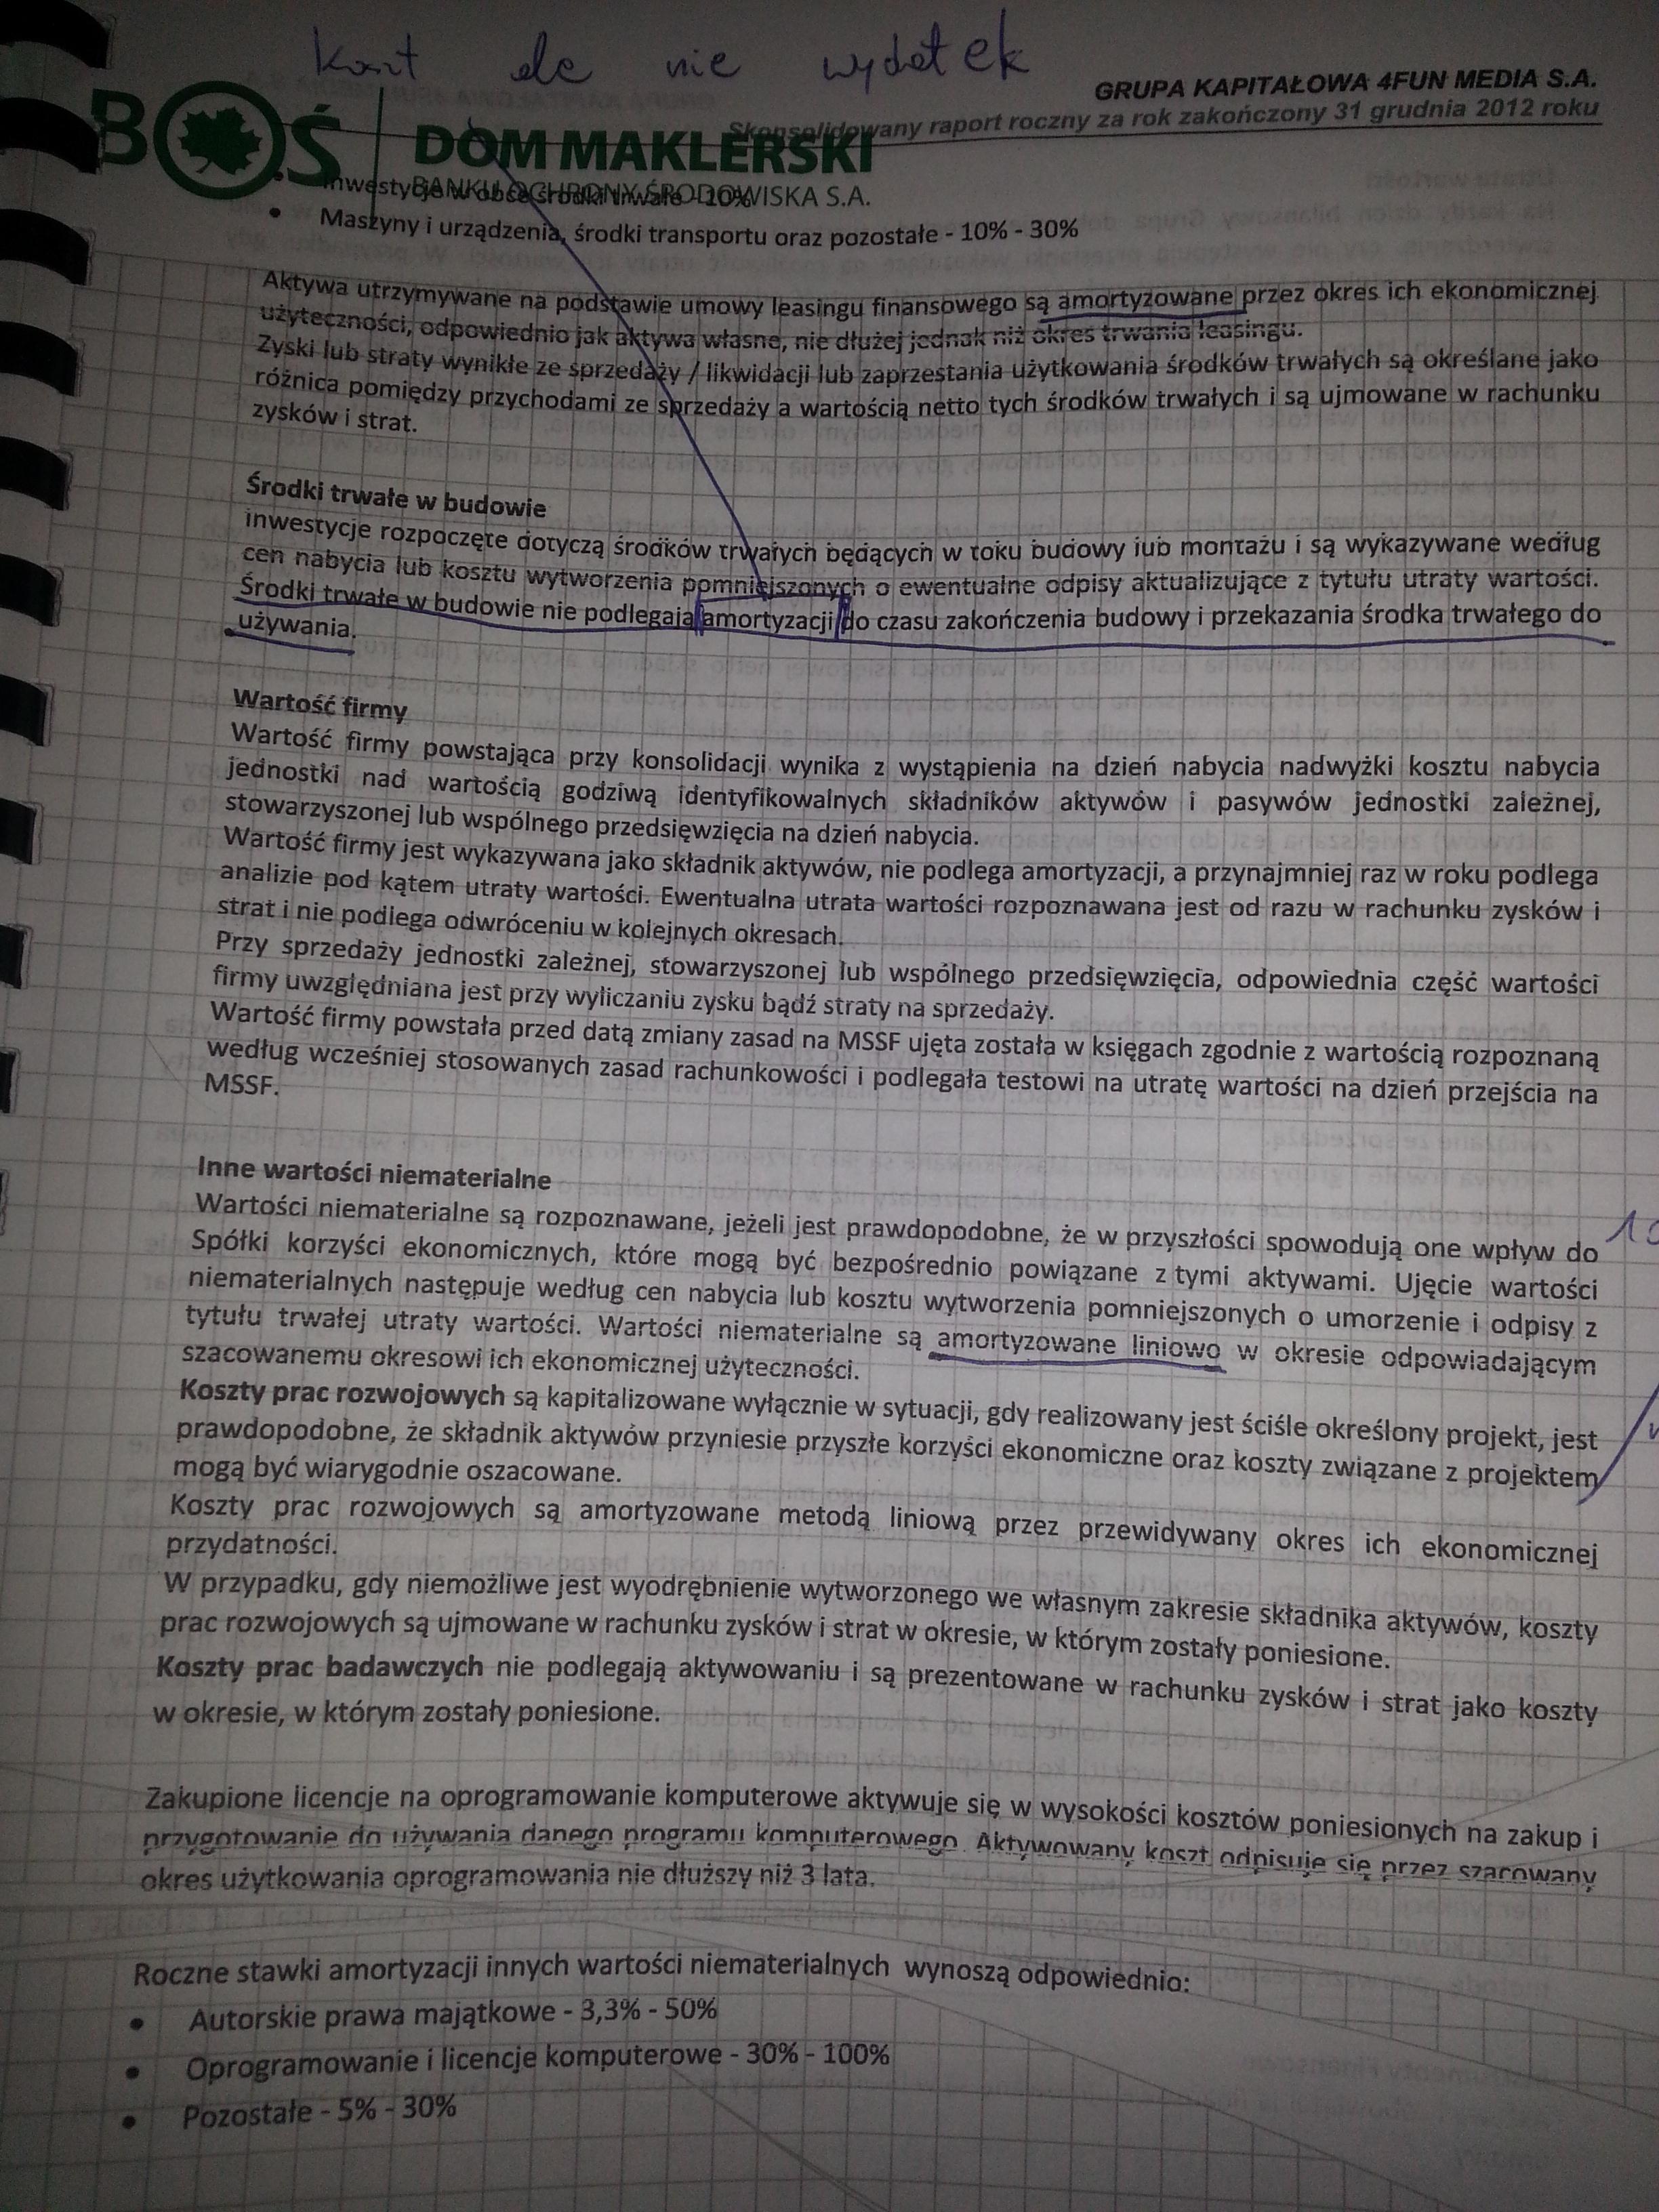 Koszt ale nie wydatek
GRUPA KAPITAŁOWA 4FUN MEDIA S.A.
Skonsolidowany raport roczny za rok zakończony 31 grudnia 2012 roku
BOŚ DOM MAKLERSKI
BANKU OCHRONY ŚRODOWISKA S.A.
• Inwestycje w obce środki trwałe - 10%
• Maszyny i urządzenia, środki transportu oraz pozostałe - 10% - 30%
Aktywa utrzymywane na podstawie umowy leasingu finansowego są amortyzowane przez okres ich ekonomicznej
użyteczności, odpowiednio jak aktywa własne, nie dłużej jednak niż okres trwania leasingu.
Zyski lub straty wynikłe ze sprzedaży / likwidacji lub zaprzestania użytkowania środków trwałych są określane jako
różnica pomiędzy przychodami ze sprzedaży a wartością netto tych środków trwałych i są ujmowane w rachunku
zysków i strat.
Środki trwałe w budowie
inwestycje rozpoczęte dotyczą środków trwałych będących w toku budowy lub montażu i są wykazywane według
cen nabycia lub kosztu wytworzenia pomniejszonych o ewentualne odpisy aktualizujące z tytułu utraty wartości.
Środki trwałe w budowie nie podlegają amortyzacji do czasu zakończenia budowy i przekazania środka trwałego do
używania.
Wartość firmy
Wartość firmy powstająca przy konsolidacji wynika z wystąpienia na dzień nabycia nadwyżki kosztu nabycia
jednostki nad wartością godziwą identyfikowalnych składników aktywów i pasywów jednostki zależnej,
stowarzyszonej lub wspólnego przedsięwzięcia na dzień nabycia.
Wartość firmy jest wykazywana jako składnik aktywów, nie podlega amortyzacji, a przynajmniej raz w roku podlega
analizie pod kątem utraty wartości. Ewentualna utrata wartości rozpoznawana jest od razu w rachunku zysków i
strat i nie podlega odwróceniu w kolejnych okresach.
Przy sprzedaży jednostki zależnej, stowarzyszonej lub wspólnego przedsięwzięcia, odpowiednia część wartości
firmy uwzględniana jest przy wyliczaniu zysku bądź straty na sprzedaży.
Wartość firmy powstała przed datą zmiany zasad na MSSF ujęta została w księgach zgodnie z wartością rozpoznaną
według wcześniej stosowanych zasad rachunkowości i podlegała testowi na utratę wartości na dzień przejścia na
MSSF.
Inne wartości niematerialne
Wartości niematerialne są rozpoznawane, jeżeli jest prawdopodobne, że w przyszłości spowodują one wpływ do
Spółki korzyści ekonomicznych, które mogą być bezpośrednio powiązane z tymi aktywami. Ujęcie wartości
niematerialnych następuje według cen nabycia lub kosztu wytworzenia pomniejszonych o umorzenie i odpisy z
tytułu trwałej utraty wartości. Wartości niematerialne są amortyzowane liniowo w okresie odpowiadającym
szacowanemu okresowi ich ekonomicznej użyteczności.
Koszty prac rozwojowych są kapitalizowane wyłącznie w sytuacji, gdy realizowany jest ściśle określony projekt, jest
prawdopodobne, że składnik aktywów przyniesie przyszłe korzyści ekonomiczne oraz koszty związane z projektem
mogą być wiarygodnie oszacowane.
Koszty prac rozwojowych są amortyzowane metodą liniową przez przewidywany okres ich ekonomicznej
przydatności.
W przypadku, gdy niemożliwe jest wyodrębnienie wytworzonego we własnym zakresie składnika aktywów, koszty
prac rozwojowych są ujmowane w rachunku zysków i strat w okresie, w którym zostały poniesione.
Koszty prac badawczych nie podlegają aktywowaniu i są prezentowane w rachunku zysków i strat jako koszty
w okresie, w którym zostały poniesione.
Zakupione licencje na oprogramowanie komputerowe aktywuje się w wysokości kosztów poniesionych na zakup i
przygotowanie do używania danego programu komputerowego. Aktywowany koszt odpisuje się przez szacowany
okres użytkowania oprogramowania nie dłuższy niż 3 lata.
Roczne stawki amortyzacji innych wartości niematerialnych wynoszą odpowiednio:
• Autorskie prawa majątkowe - 3,3% - 50%
• Oprogramowanie i licencje komputerowe - 30% - 100%
• Pozostałe - 5% - 30%